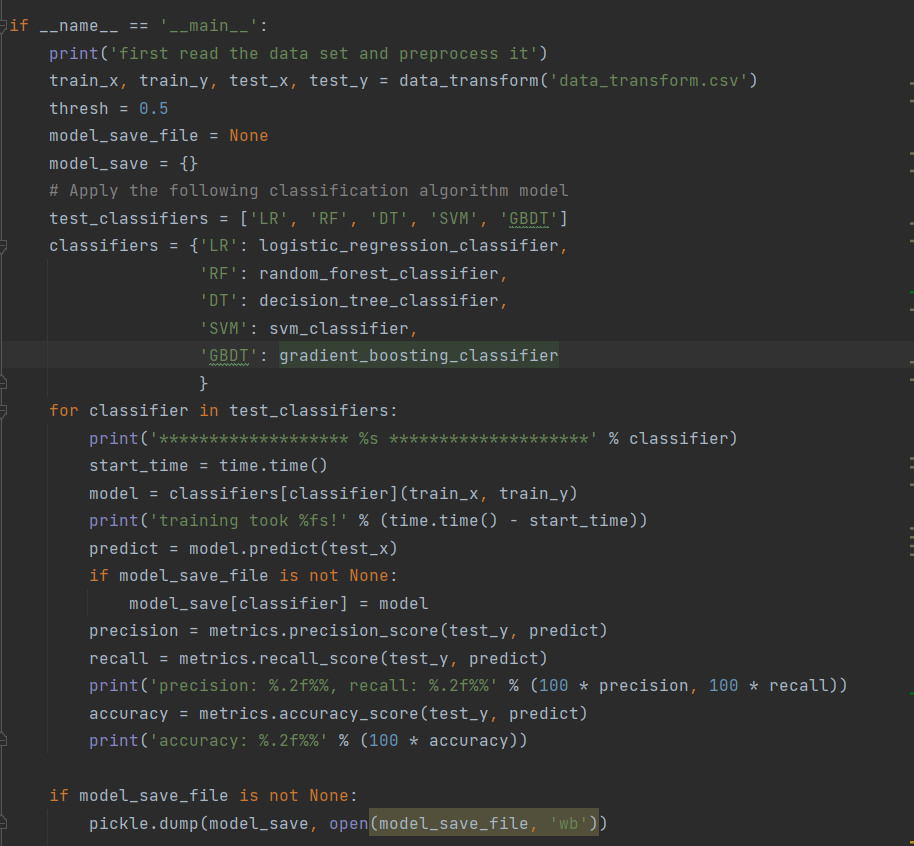 if __name__ == '__main__':
    print('first read the data set and preprocess it')
    train_x, train_y, test_x, test_y = data_transform('data_transform.csv')
    thresh = 0.5
    model_save_file = None
    model_save = {}
    # Apply the following classification algorithm model
    test_classifiers = ['LR', 'RF', 'DT', 'SVM', 'GBDT']
    classifiers = {'LR': logistic_regression_classifier,
                   'RF': random_forest_classifier,
                   'DT': decision_tree_classifier,
                   'SVM': svm_classifier,
                   'GBDT': gradient_boosting_classifier
                   }
    for classifier in test_classifiers:
        print('******************* %s ********************' % classifier)
        start_time = time.time()
        model = classifiers[classifier](train_x, train_y)
        print('training took %fs!' % (time.time() - start_time))
        predict = model.predict(test_x)
        if model_save_file is not None:
            model_save[classifier] = model
        precision = metrics.precision_score(test_y, predict)
        recall = metrics.recall_score(test_y, predict)
        print('precision: %.2f%%, recall: %.2f%%' % (100 * precision, 100 * recall))
        accuracy = metrics.accuracy_score(test_y, predict)
        print('accuracy: %.2f%%' % (100 * accuracy))

    if model_save_file is not None:
        pickle.dump(model_save, open(model_save_file, 'wb'))